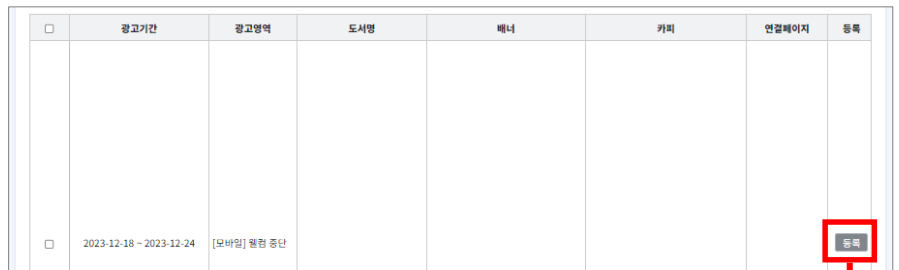 광고기간 광고영역 도서명 배너 카피 연결페이지 등록
2023-12-18 ~ 2023-12-24 [모바일] 웰컴 중단 등록